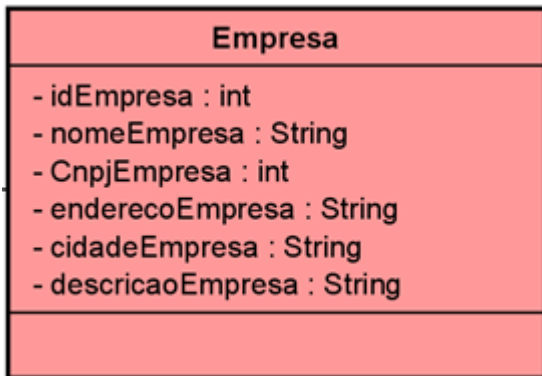 Empresa
- idEmpresa : int
- nomeEmpresa : String
- CnpjEmpresa : int
- enderecoEmpresa : String
- cidadeEmpresa : String
- descricaoEmpresa : String